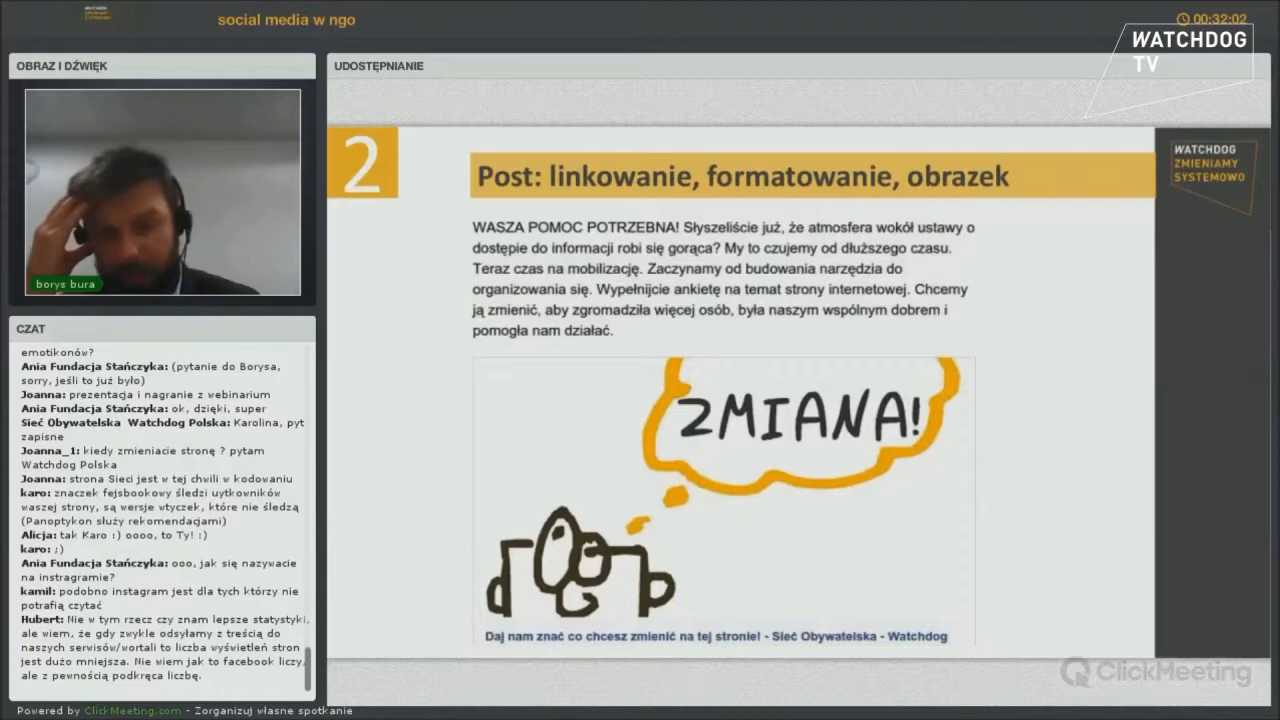 social media w ngo
00:32:02
WATCHDOG
TV
OBRAZ I DŹWIĘK
borys bura
CZAT
emotikonów?
Ania Fundacja Stańczyka: (pytanie do Borysa,
sorry, jeśli to już było)
Joanna: prezentacja i nagranie z webinarium
Ania Fundacja Stańczyka: ok, dzięki, super
Sieć Obywatelska Watchdog Polska: Karolina, pyt
zapisne
Joanna_1: kiedy zmieniacie stronę ? pytam
Watchdog Polska
Joanna: strona Sieci jest w tej chwili w kodowaniu
karo: znaczek fejsbookowy śledzi uytkowników
waszej strony, są wersje wtyczek, które nie śledzą
(Panoptykon służy rekomendacjami)
Alicja: tak Karo :) oooo, to Ty! :)
karo: ;)
Ania Fundacja Stańczyka: ooo, jak się nazywacie
na instragramie?
kamil: podobno instagram jest dla tych którzy nie
potrafią czytać
Hubert: Nie w tym rzecz czy znam lepsze statystyki,
ale wiem, że gdy zwykle odsyłamy z treścią do
naszych serwisów/wortali to liczba wyświetleń stron
jest dużo mniejsza. Nie wiem jak to facebook liczy,
ale z pewnością podkręca liczbę.
UDOSTĘPNIANIE
2
Post: linkowanie, formatowanie, obrazek
WASZA POMOC POTRZEBNA! Słyszeliście już, że atmosfera wokół ustawy o
dostępie do informacji robi się gorąca? My to czujemy od dłuższego czasu.
Teraz czas na mobilizację. Zaczynamy od budowania narzędzia do
organizowania się. Wypełnijcie ankietę na temat strony internetowej. Chcemy
ją zmienić, aby zgromadziła więcej osób, była naszym wspólnym dobrem i
pomogła nam działać.
ZMIANA!
Daj nam znać co chcesz zmienić na tej stronie! - Sieć Obywatelska - Watchdog
WATCHDOG
ZMIENIAMY
SYSTEMOWO
ClickMeeting
Powered by ClickMeeting.com - Zorganizuj własne spotkanie